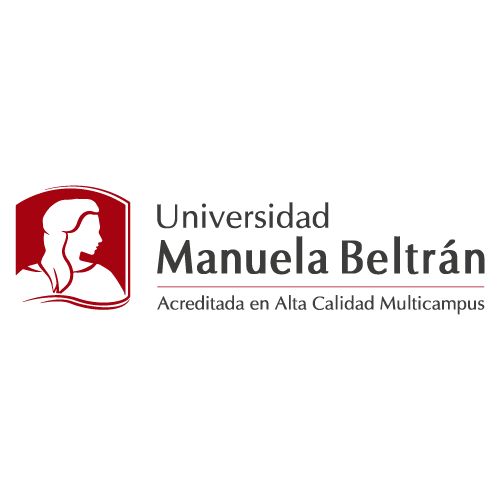 Universidad
Manuela Beltrán
Acreditada en Alta Calidad Multicampus